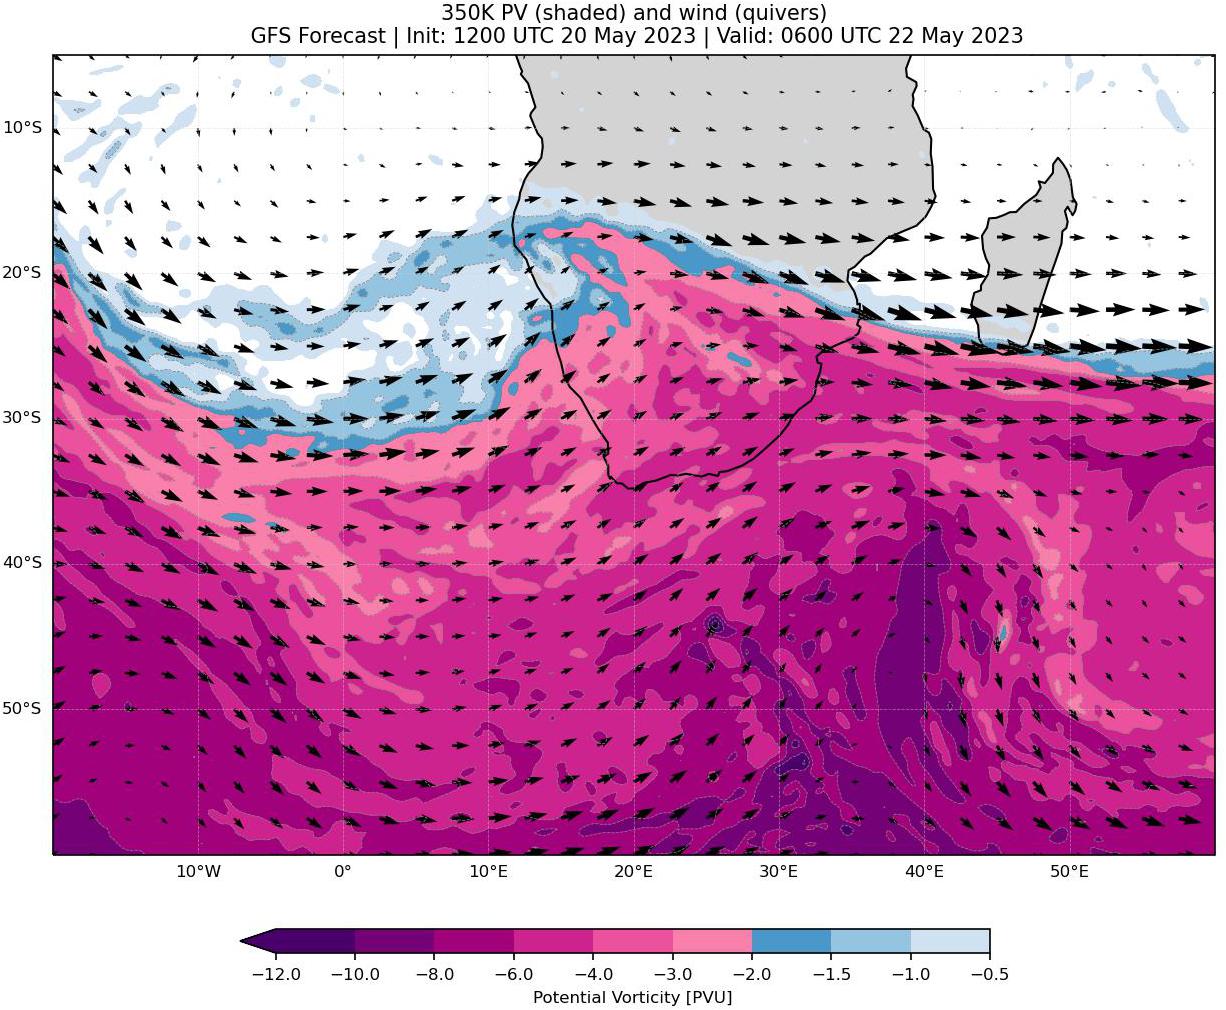 350K PV (shaded) and wind (quivers)
GFS Forecast | Init: 1200 UTC 20 May 2023 | Valid: 0600 UTC 22 May 2023
10°S
20°S
30°S
40°S
50°S
10°W 0° 10°E 20°E 30°E 40°E 50°E
−12.0 −10.0 −8.0 −6.0 −4.0 −3.0 −2.0 −1.5 −1.0 −0.5
Potential Vorticity [PVU]